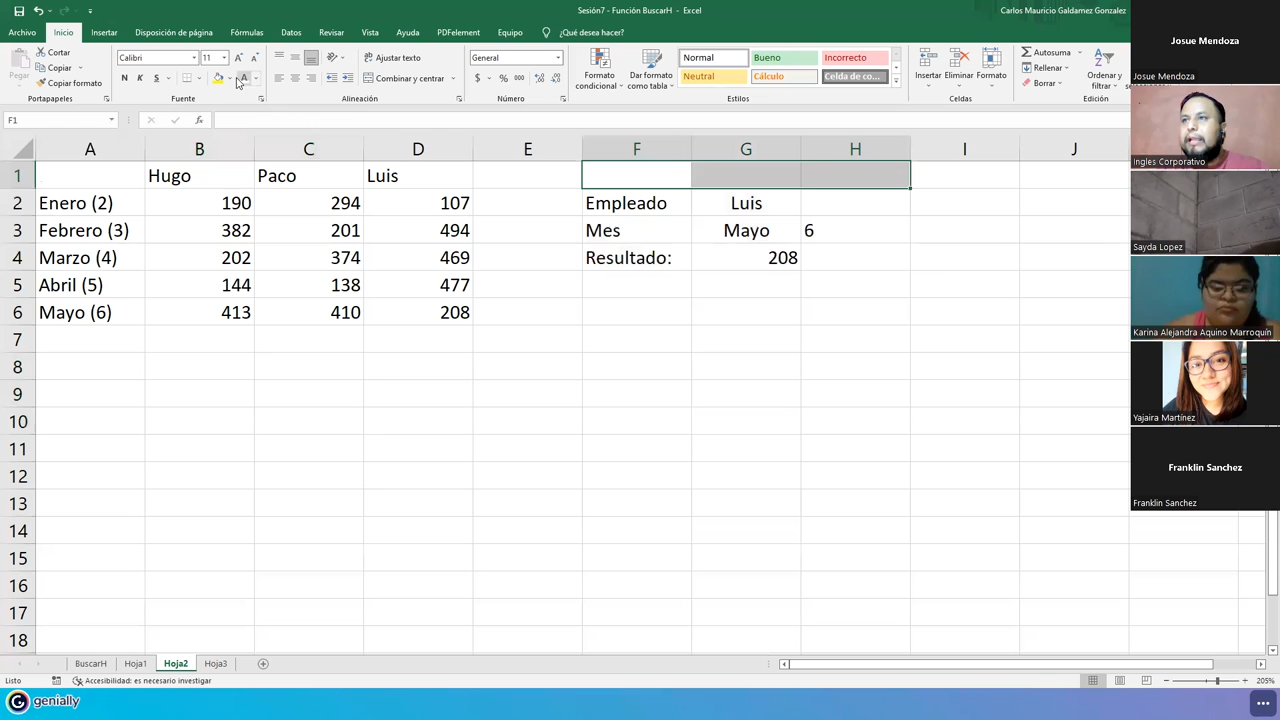 Sesión7 - Función BuscarH - Excel
Carlos Mauricio Galdamez Gonzalez
Archivo Inicio Insertar Disposición de página Fórmulas Datos Revisar Vista Ayuda PDFelement Equipo ¿Qué desea hacer?
Pegar
Cortar
Copiar
Copiar formato
Portapapeles
Calibri 11
N K S
Fuente
Ajustar texto
Combinar y centrar
Alineación
General
Número
Formato condicional
Dar formato como tabla
Normal Bueno Incorrecto
Neutral Cálculo Celda de co...
Estilos
Insertar Eliminar Formato
Celdas
Autosuma
Rellenar
Borrar
Ordenar y filtrar
Edición
F1
fx
A B C D E F G H I J
1 Hugo Paco Luis
2 Enero (2) 190 294 107 Empleado Luis
3 Febrero (3) 382 201 494 Mes Mayo 6
4 Marzo (4) 202 374 469 Resultado: 208
5 Abril (5) 144 138 477
6 Mayo (6) 413 410 208
7
8
9
10
11
12
13
14
15
16
17
18
BuscarH Hoja1 Hoja2 Hoja3
Listo
Accesibilidad: es necesario investigar
205%
genially
Josue Mendoza
Josue Mendoza
Ingles Corporativo
Sayda Lopez
Karina Alejandra Aquino Marroquín
Yajaira Martínez
Franklin Sanchez
Franklin Sanchez